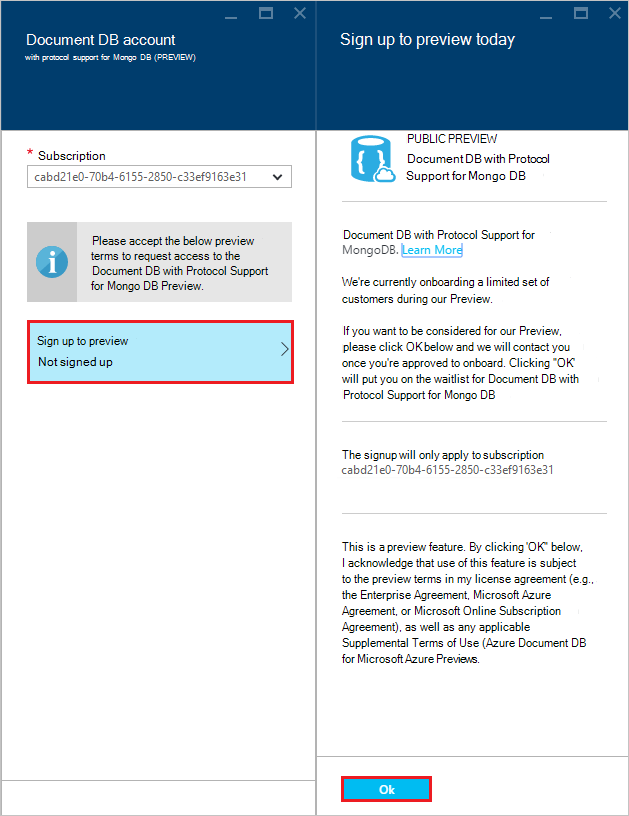 Document DB account
with protocol support for Mongo DB (PREVIEW)
* Subscription
cabd21e0-70b4-6155-2850-c33ef9163e31
Please accept the below preview
terms to request access to the
Document DB with Protocol Support
for Mongo DB Preview.
Sign up to preview
Not signed up
Sign up to preview today
PUBLIC PREVIEW
Document DB with Protocol
Support for Mongo DB
Document DB with Protocol Support for
MongoDB. Learn More
We're currently onboarding a limited set of
customers during our Preview.
If you want to be considered for our Preview,
please click OK below and we will contact you
once you're approved to onboard. Clicking "OK'
will put you on the waitlist for Document DB with
Protocol Support for Mongo DB
The signup will only apply to subscription
cabd21e0-70b4-6155-2850-c33ef9163e31
This is a preview feature. By clicking 'OK" below,
I acknowledge that use of this feature is subject
to the preview terms in my license agreement (e.g.,
the Enterprise Agreement, Microsoft Azure
Agreement, or Microsoft Online Subscription
Agreement), as well as any applicable
Supplemental Terms of Use (Azure Document DB
for Microsoft Azure Previews.
Ok